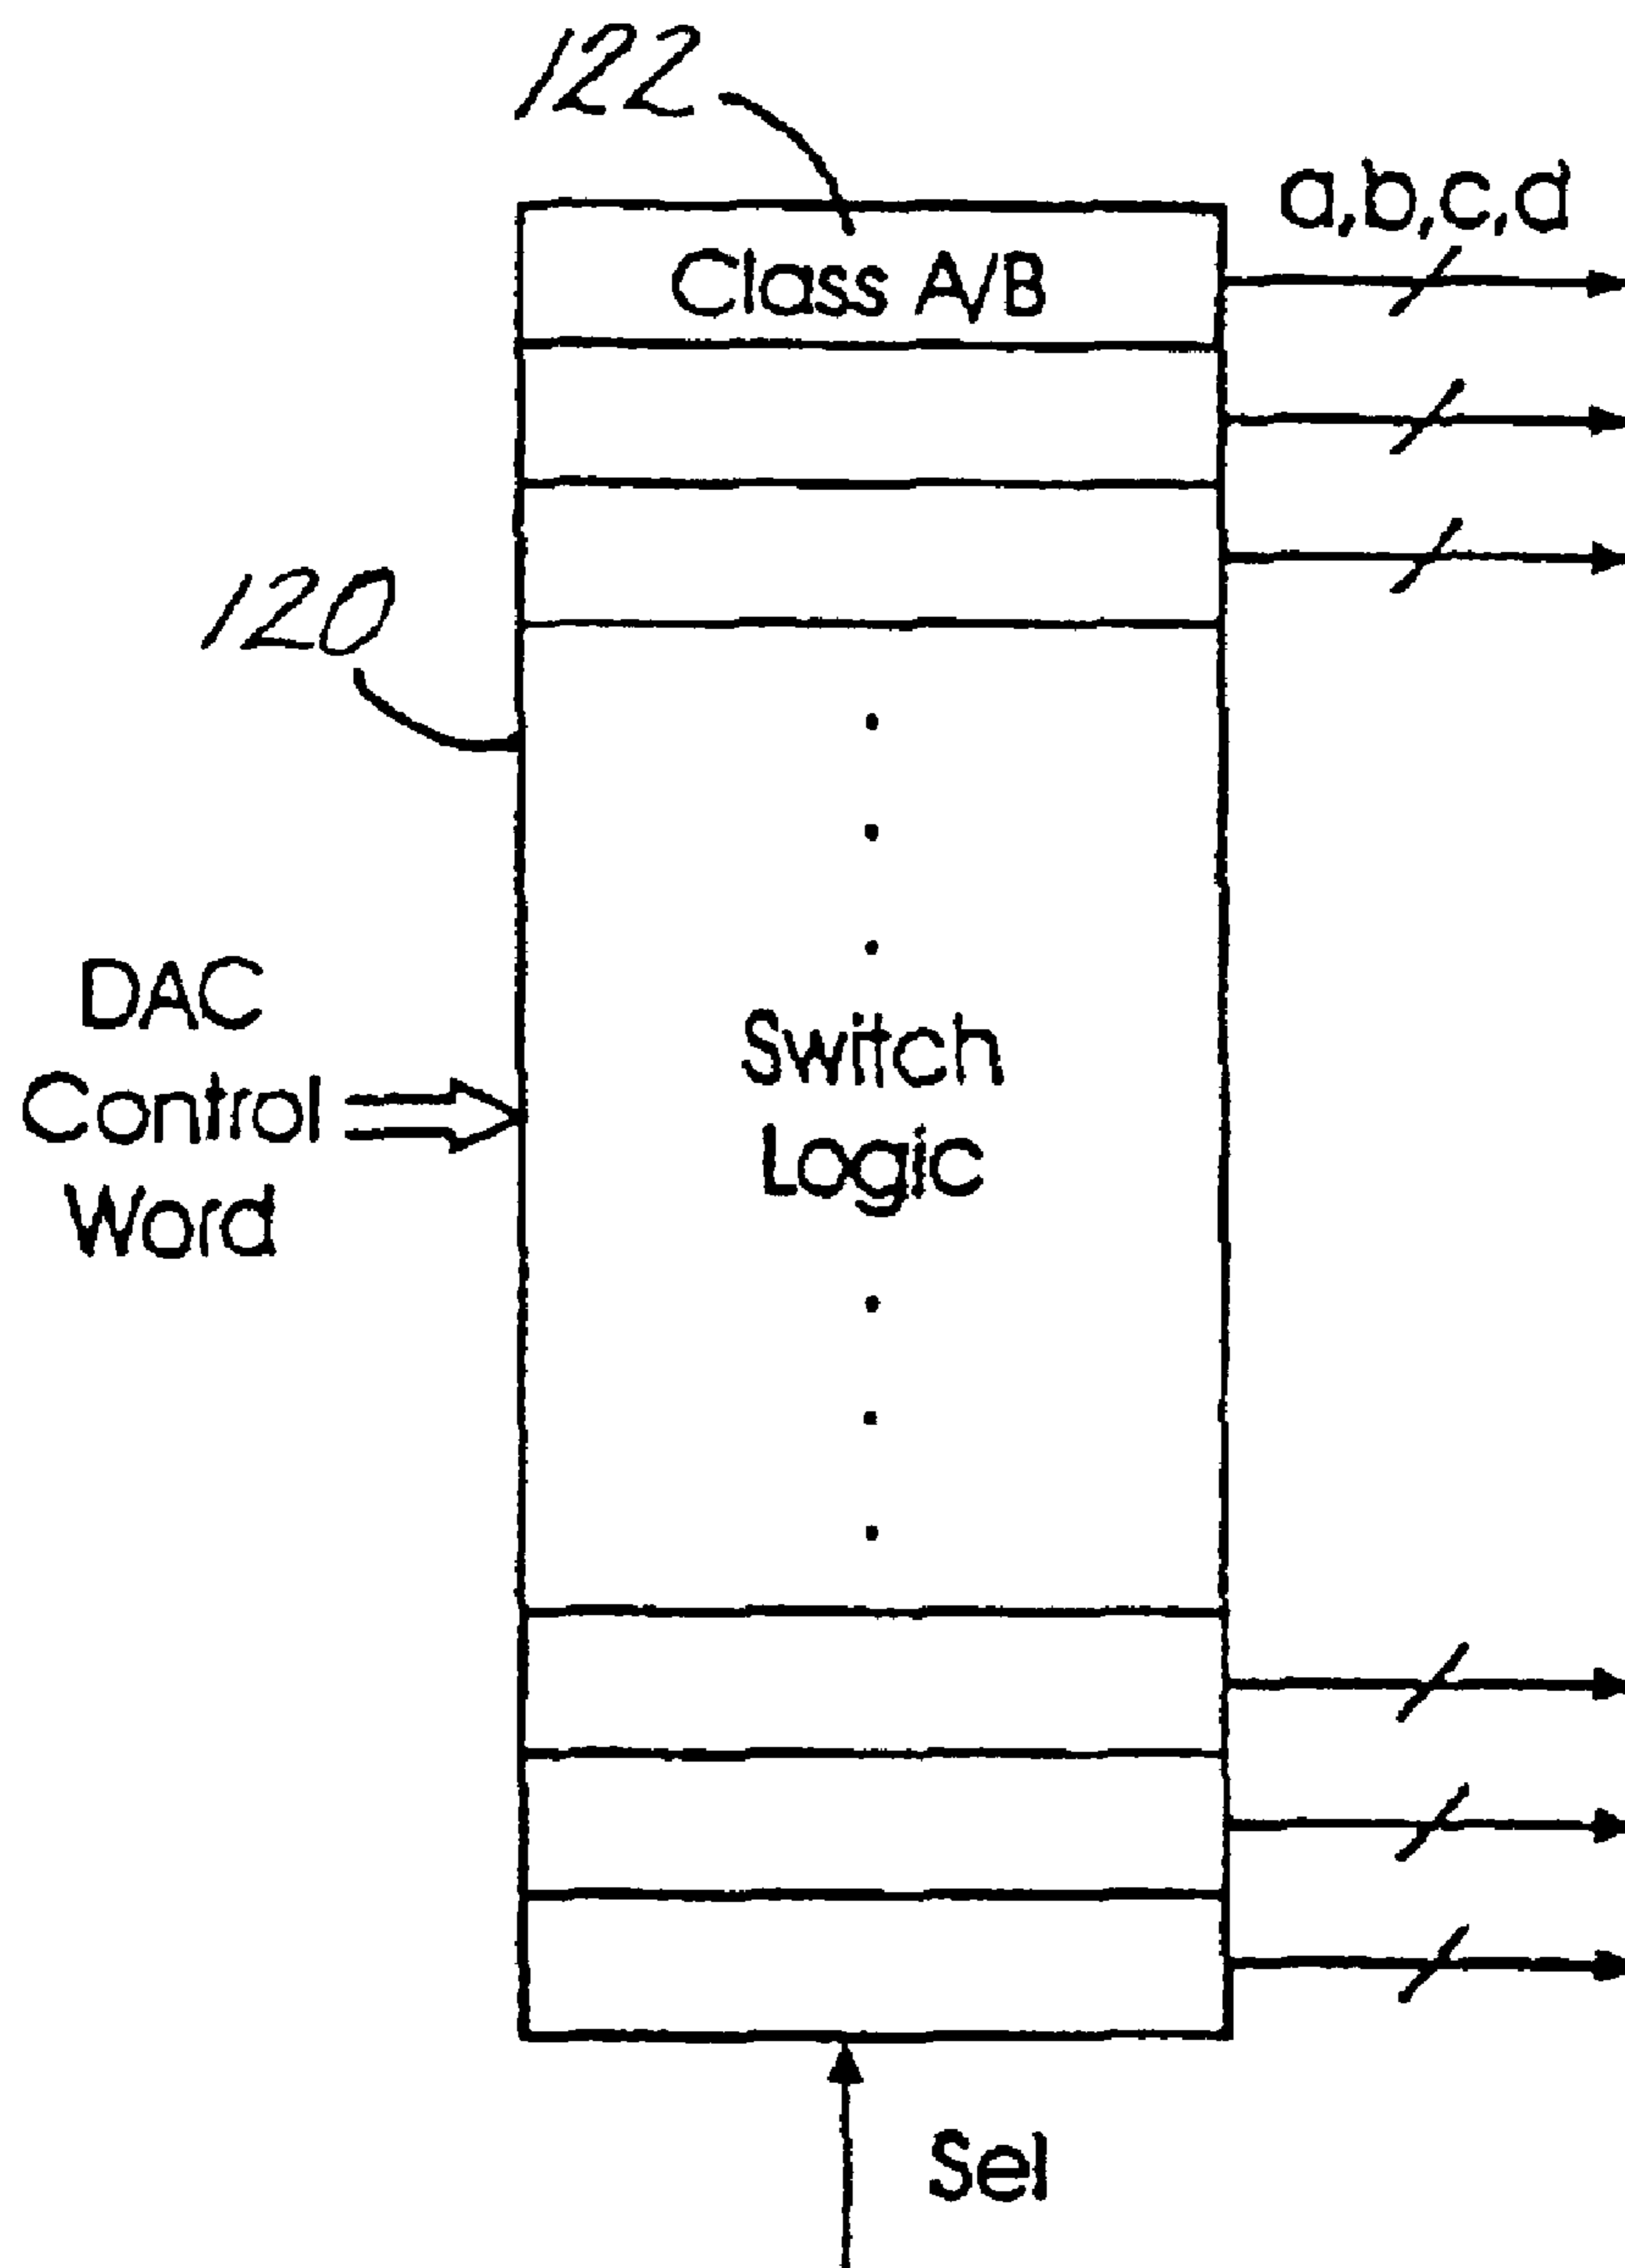 122
a,b,c,d
Class A/B
120
DAC
Control
Word
Switch
Logic
Sel